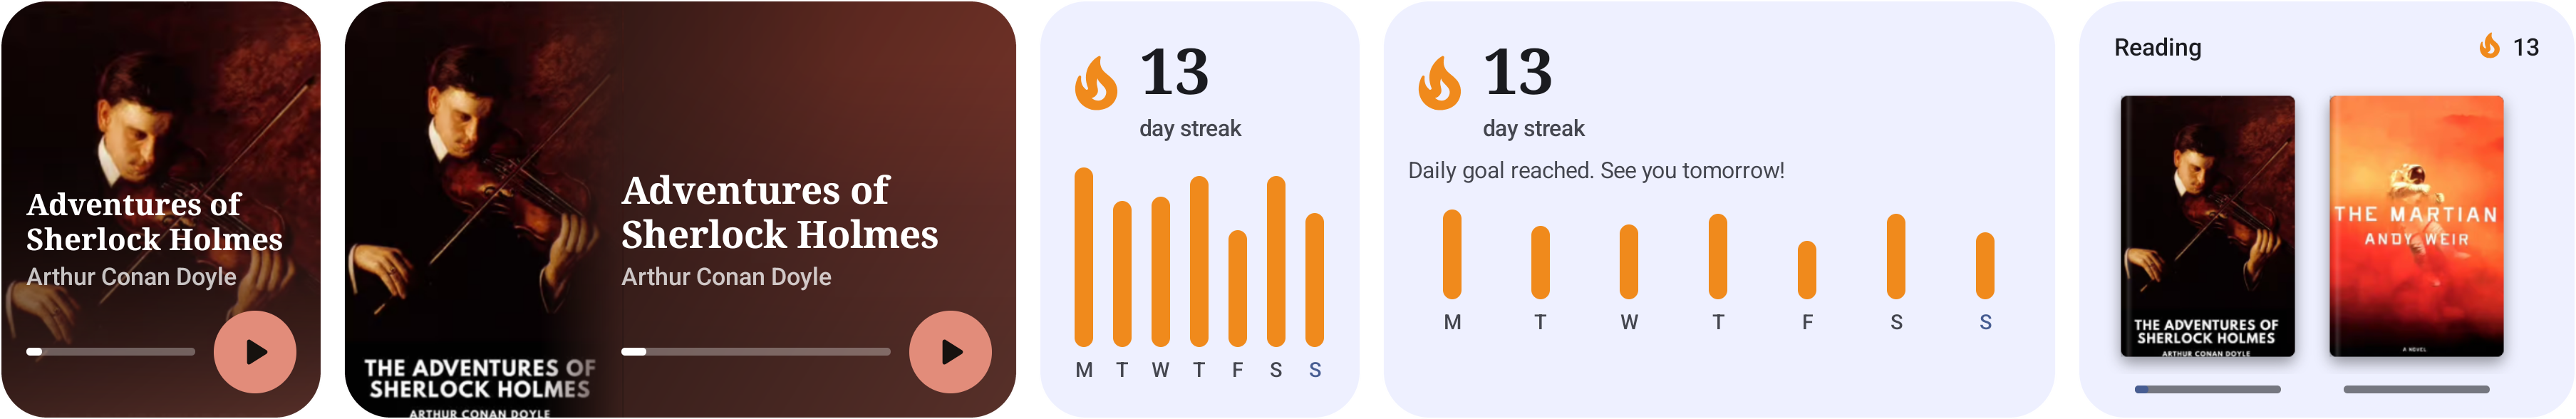 Adventures of
Sherlock Holmes
Arthur Conan Doyle
Adventures of
Sherlock Holmes
Arthur Conan Doyle
THE ADVENTURES OF
SHERLOCK HOLMES
ARTHUR CONAN DOYLE
13
day streak
M T W T F S S
13
day streak
Daily goal reached. See you tomorrow!
M T W T F S S
Reading 13
THE ADVENTURES OF
SHERLOCK HOLMES
ARTHUR CONAN DOYLE
THE MARTIAN
ANDY WEIR
A NOVEL